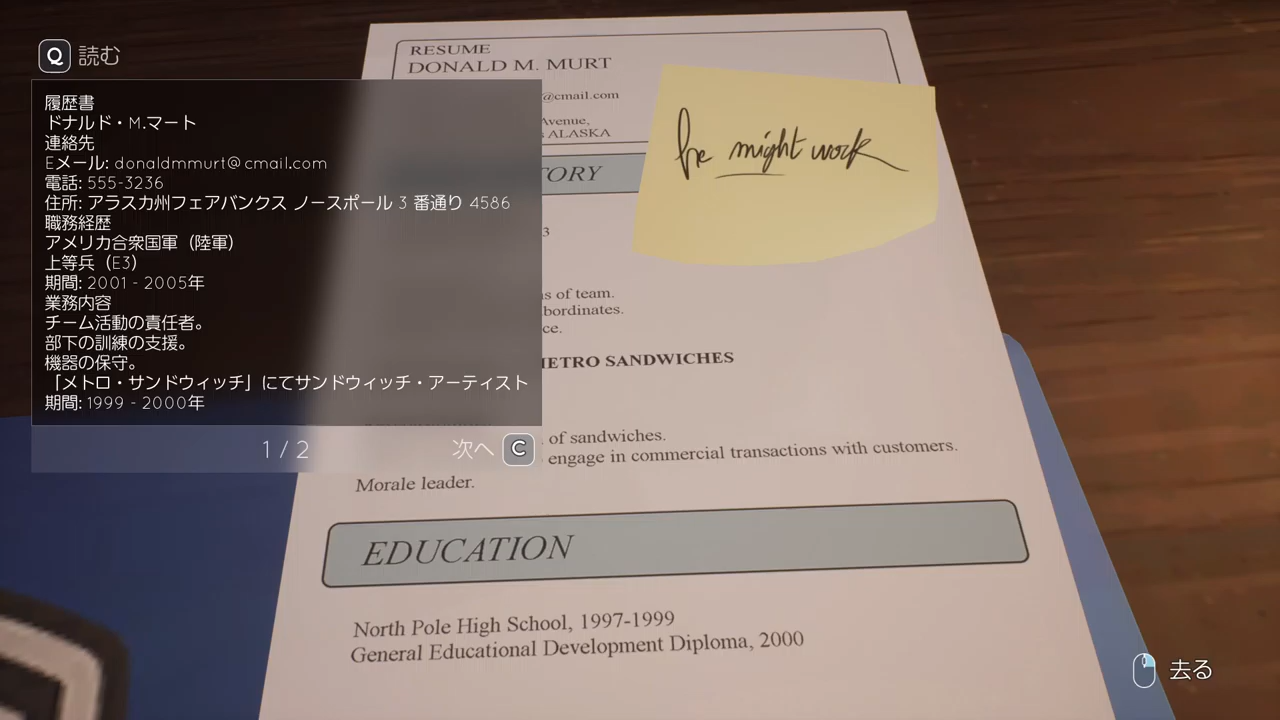 Q 読む
履歴書
ドナルド・M.マート
連絡先
Eメール: donaldmmurt@cmail.com
電話: 555-3236
住所: アラスカ州フェアバンクス ノースポール 3 番通り 4586
職務経歴
アメリカ合衆国軍（陸軍）
上等兵（E3）
期間: 2001 - 2005年
業務内容
チーム活動の責任者。
部下の訓練の支援。
機器の保守。
「メトロ・サンドウィッチ」にてサンドウィッチ・アーティスト
期間: 1999 - 2000年
1 / 2
次へ C
RESUME
DONALD M. MURT
@cmail.com
Avenue,
ALASKA
he might work
TORY
3
of team.
ce.
METRO SANDWICHES
of sandwiches.
engage in commercial transactions with customers.
Morale leader.
EDUCATION
North Pole High School, 1997-1999
General Educational Development Diploma, 2000
去る